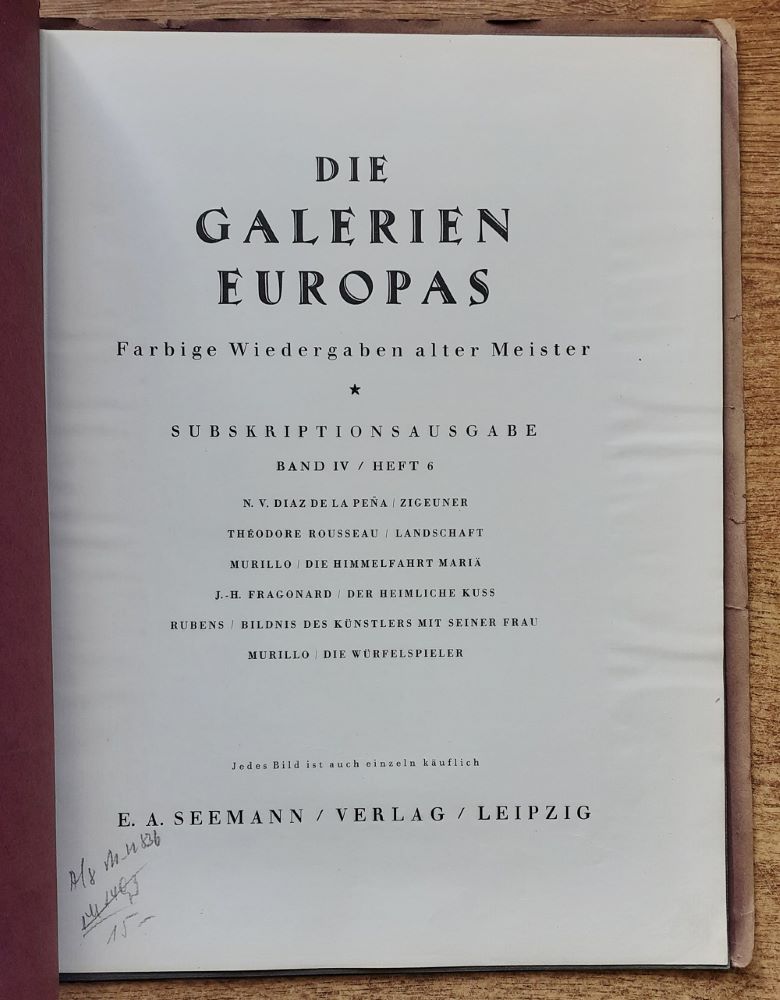 DIE
GALERIEN
EUROPAS
Farbige Wiedergaben alter Meister
★
SUBSKRIPTIONSAUSGABE
BAND IV / HEFT 6
N. V. DIAZ DE LA PEÑA / ZIGEUNER
THÉODORE ROUSSEAU / LANDSCHAFT
MURILLO / DIE HIMMELFAHRT MARIÄ
J.-H. FRAGONARD / DER HEIMLICHE KUSS
RUBENS / BILDNIS DES KÜNSTLERS MIT SEINER FRAU
MURILLO / DIE WÜRFELSPIELER
Jedes Bild ist auch einzeln käuflich
E. A. SEEMANN / VERLAG / LEIPZIG
15—